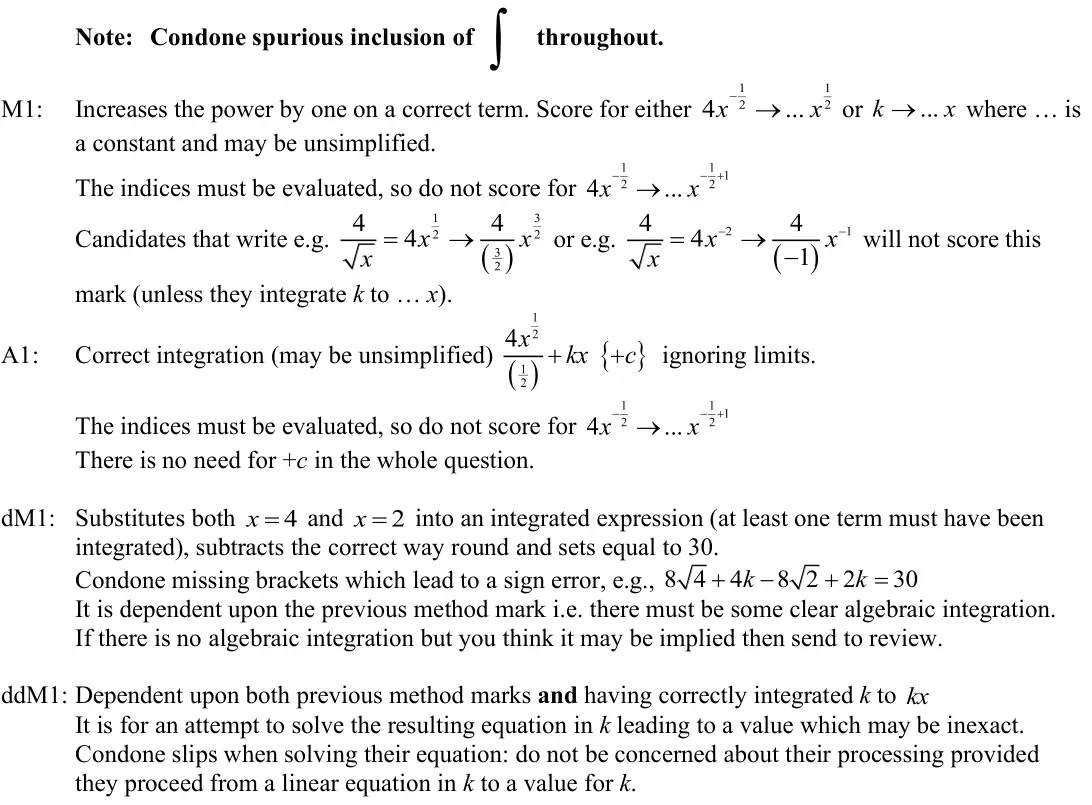 Note: Condone spurious inclusion of ∫ throughout.
M1: Increases the power by one on a correct term. Score for either 4x^{-1/2} → ... x^{1/2} or k → ... x where … is
a constant and may be unsimplified.
The indices must be evaluated, so do not score for 4x^{-1/2} → ... x^{-1/2+1}
Candidates that write e.g. 4/√x = 4x^{1/2} → 4/(3/2) x^{3/2} or e.g. 4/√x = 4x^{-2} → 4/(-1) x^{-1} will not score this
mark (unless they integrate k to … x).
A1: Correct integration (may be unsimplified) 4x^{1/2}/(1/2) + kx {+c} ignoring limits.
The indices must be evaluated, so do not score for 4x^{-1/2} → ... x^{-1/2+1}
There is no need for +c in the whole question.
dM1: Substitutes both x = 4 and x = 2 into an integrated expression (at least one term must have been
integrated), subtracts the correct way round and sets equal to 30.
Condone missing brackets which lead to a sign error, e.g., 8√4 + 4k − 8√2 + 2k = 30
It is dependent upon the previous method mark i.e. there must be some clear algebraic integration.
If there is no algebraic integration but you think it may be implied then send to review.
ddM1: Dependent upon both previous method marks and having correctly integrated k to kx
It is for an attempt to solve the resulting equation in k leading to a value which may be inexact.
Condone slips when solving their equation: do not be concerned about their processing provided
they proceed from a linear equation in k to a value for k.